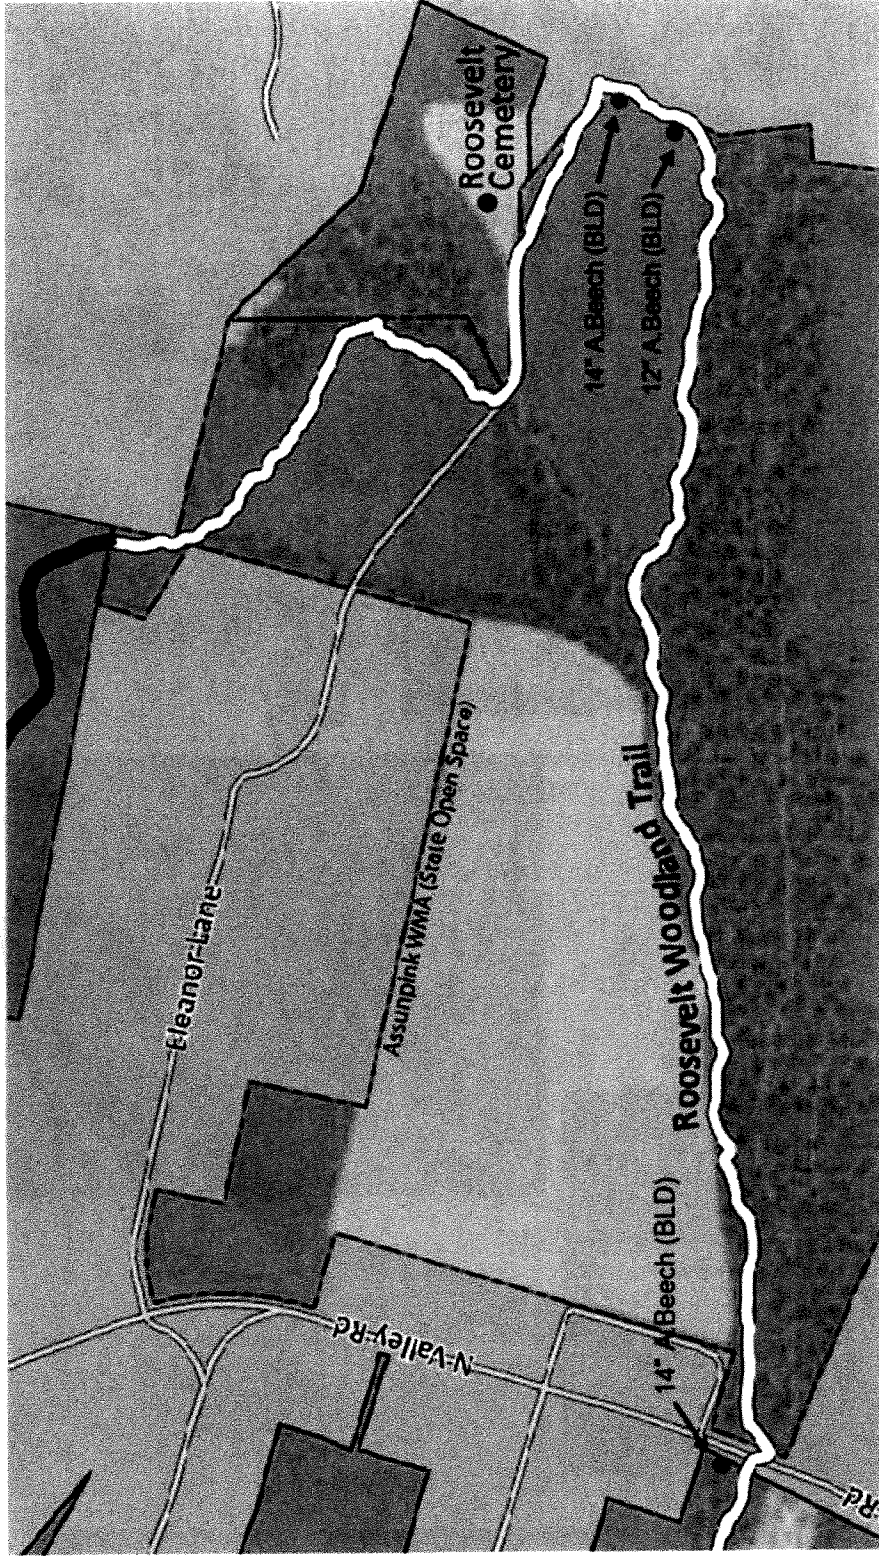 Roosevelt
Cemetery
14" A.Beech (BLD)
12" A.Beech (BLD)
Eleanor Lane
Assunpink WMA (State Open Space)
Roosevelt Woodland Trail
14" A.Beech (BLD)
N Valley Rd
Rd